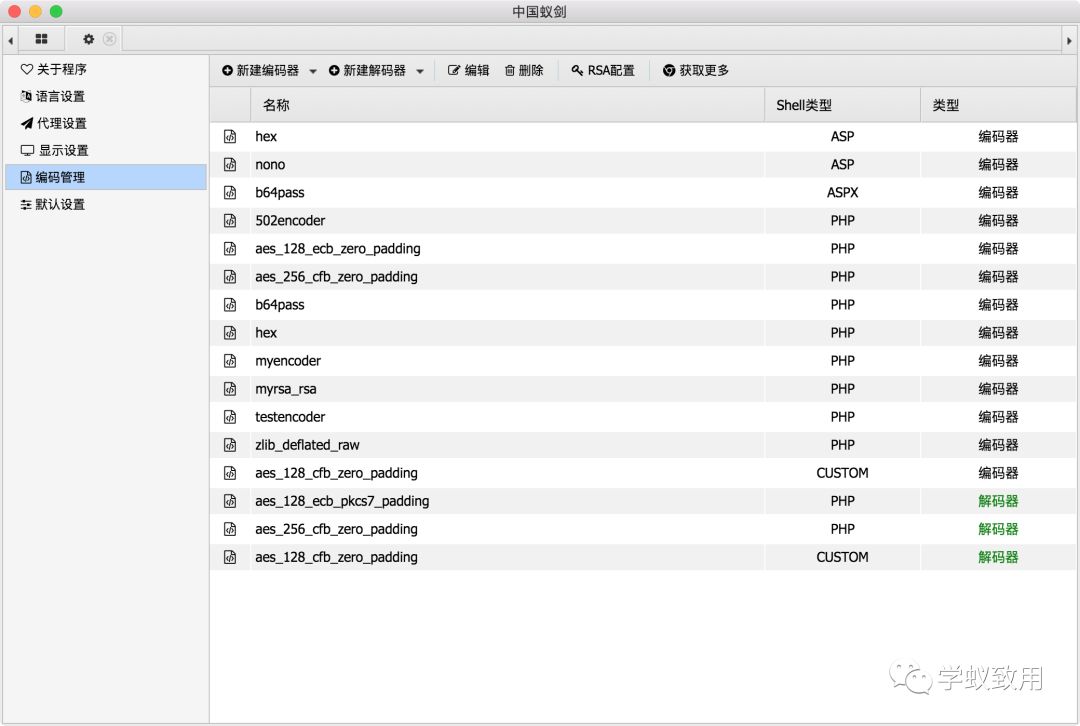 中国蚁剑
关于程序
语言设置
代理设置
显示设置
编码管理
默认设置
新建编码器 新建解码器 编辑 删除 RSA配置 获取更多
名称 Shell类型 类型
hex ASP 编码器
nono ASP 编码器
b64pass ASPX 编码器
502encoder PHP 编码器
aes_128_ecb_zero_padding PHP 编码器
aes_256_cfb_zero_padding PHP 编码器
b64pass PHP 编码器
hex PHP 编码器
myencoder PHP 编码器
myrsa_rsa PHP 编码器
testencoder PHP 编码器
zlib_deflated_raw PHP 编码器
aes_128_cfb_zero_padding CUSTOM 编码器
aes_128_ecb_pkcs7_padding PHP 解码器
aes_256_cfb_zero_padding PHP 解码器
aes_128_cfb_zero_padding CUSTOM 解码器
学蚁致用